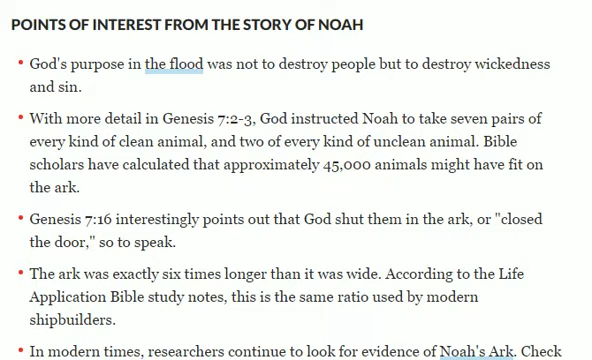 POINTS OF INTEREST FROM THE STORY OF NOAH
• God's purpose in the flood was not to destroy people but to destroy wickedness
and sin.
• With more detail in Genesis 7:2-3, God instructed Noah to take seven pairs of
every kind of clean animal, and two of every kind of unclean animal. Bible
scholars have calculated that approximately 45,000 animals might have fit on
the ark.
• Genesis 7:16 interestingly points out that God shut them in the ark, or "closed
the door," so to speak.
• The ark was exactly six times longer than it was wide. According to the Life
Application Bible study notes, this is the same ratio used by modern
shipbuilders.
• In modern times, researchers continue to look for evidence of Noah's Ark. Check